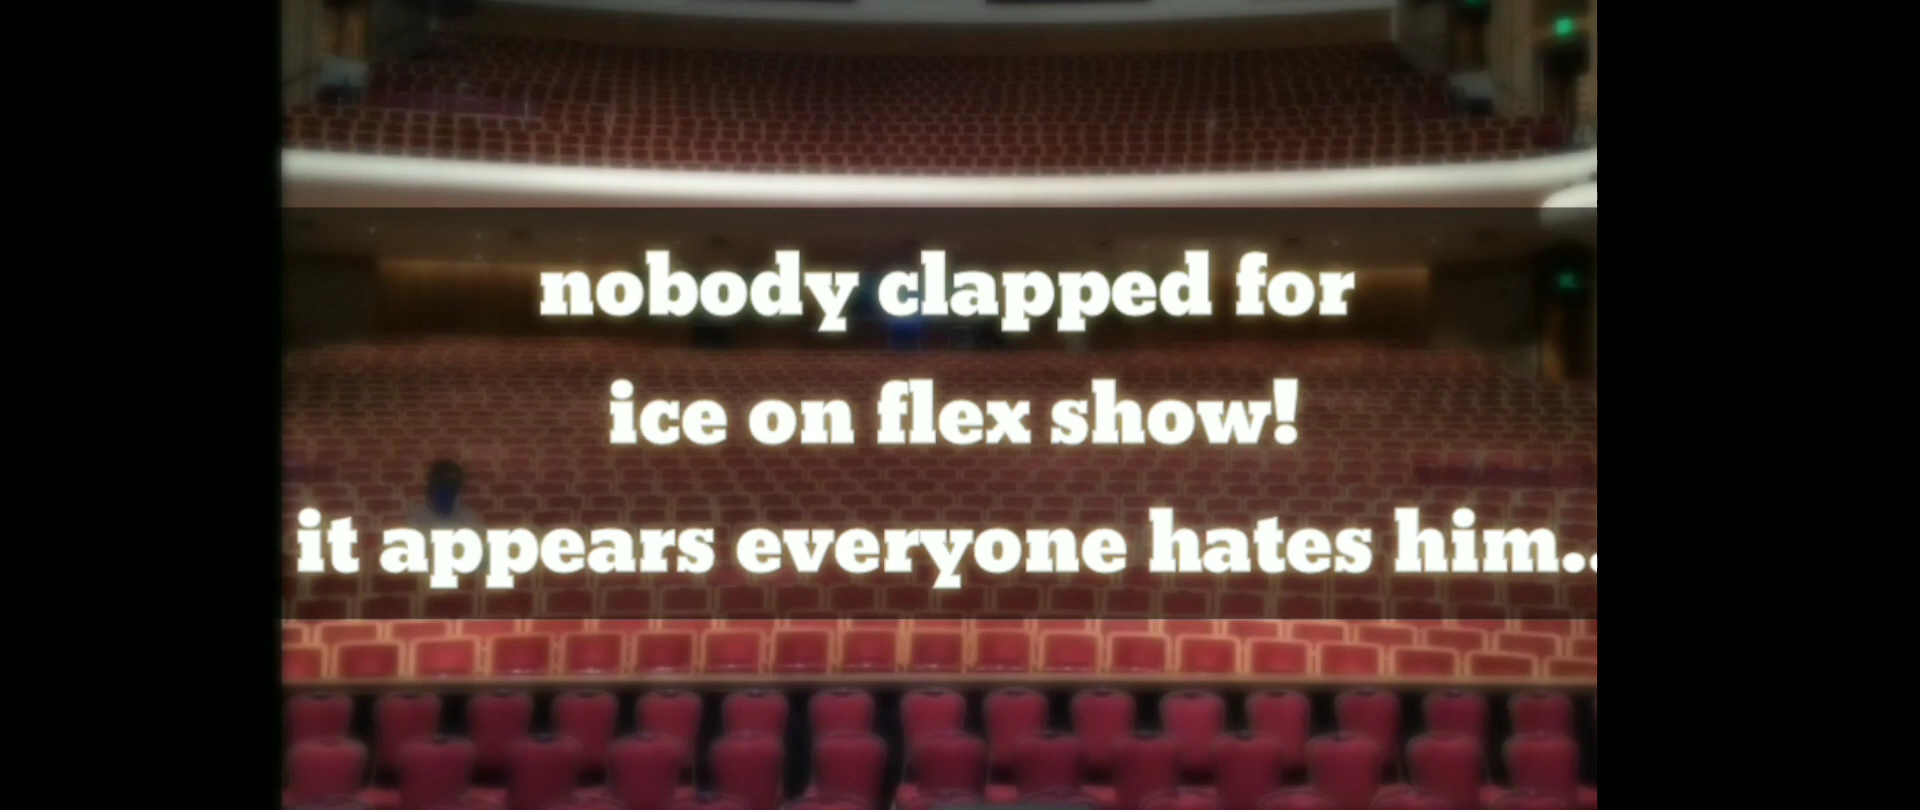 nobody clapped for
ice on flex show!
it appears everyone hates him..